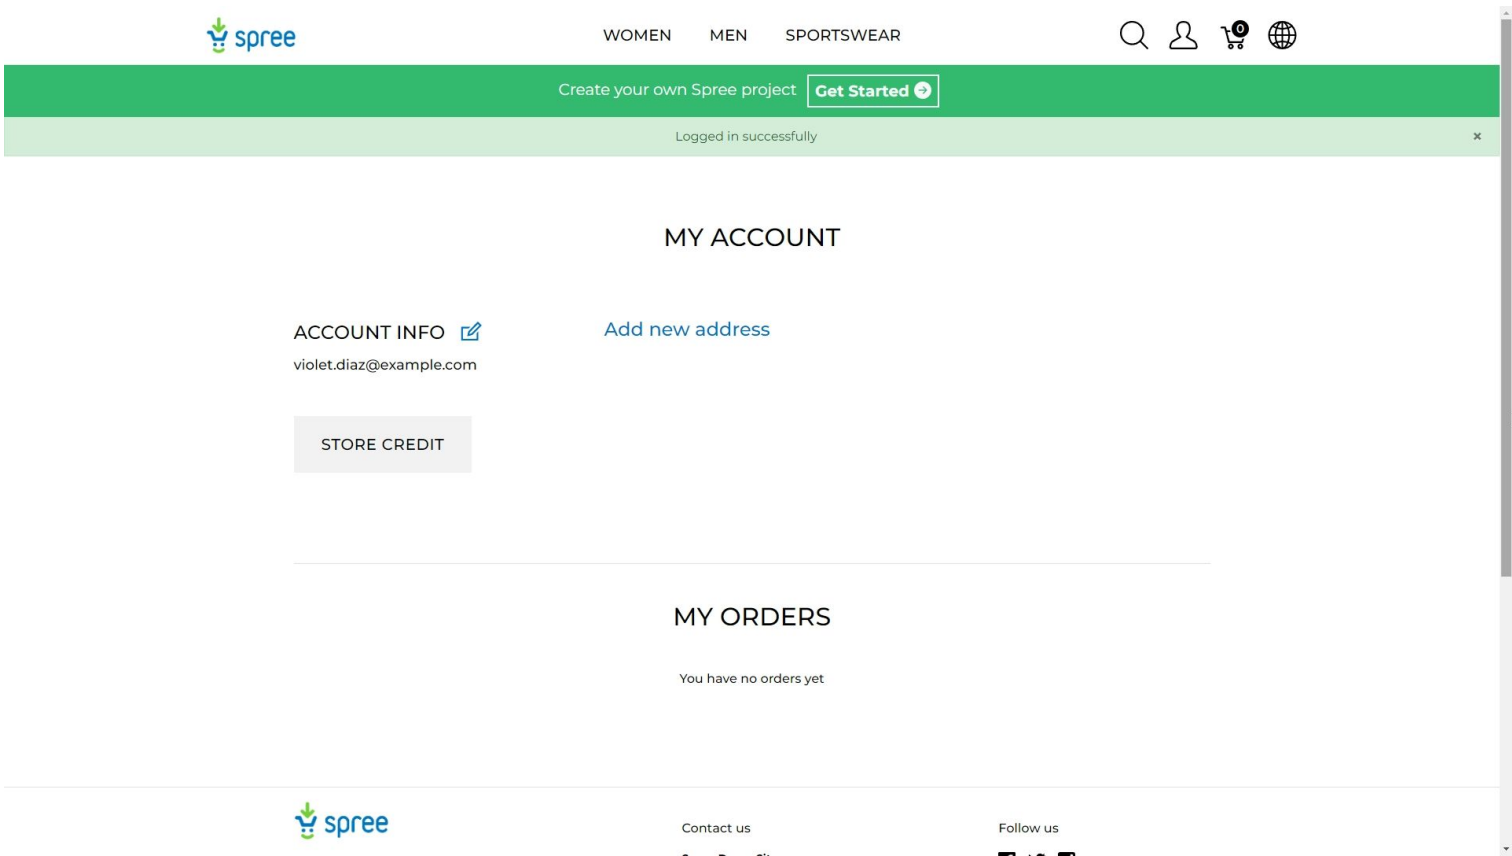 spree
WOMEN MEN SPORTSWEAR
0
Create your own Spree project Get Started
Logged in successfully ×
MY ACCOUNT
ACCOUNT INFO
Add new address
violet.diaz@example.com
STORE CREDIT
MY ORDERS
You have no orders yet
spree
Contact us
Follow us